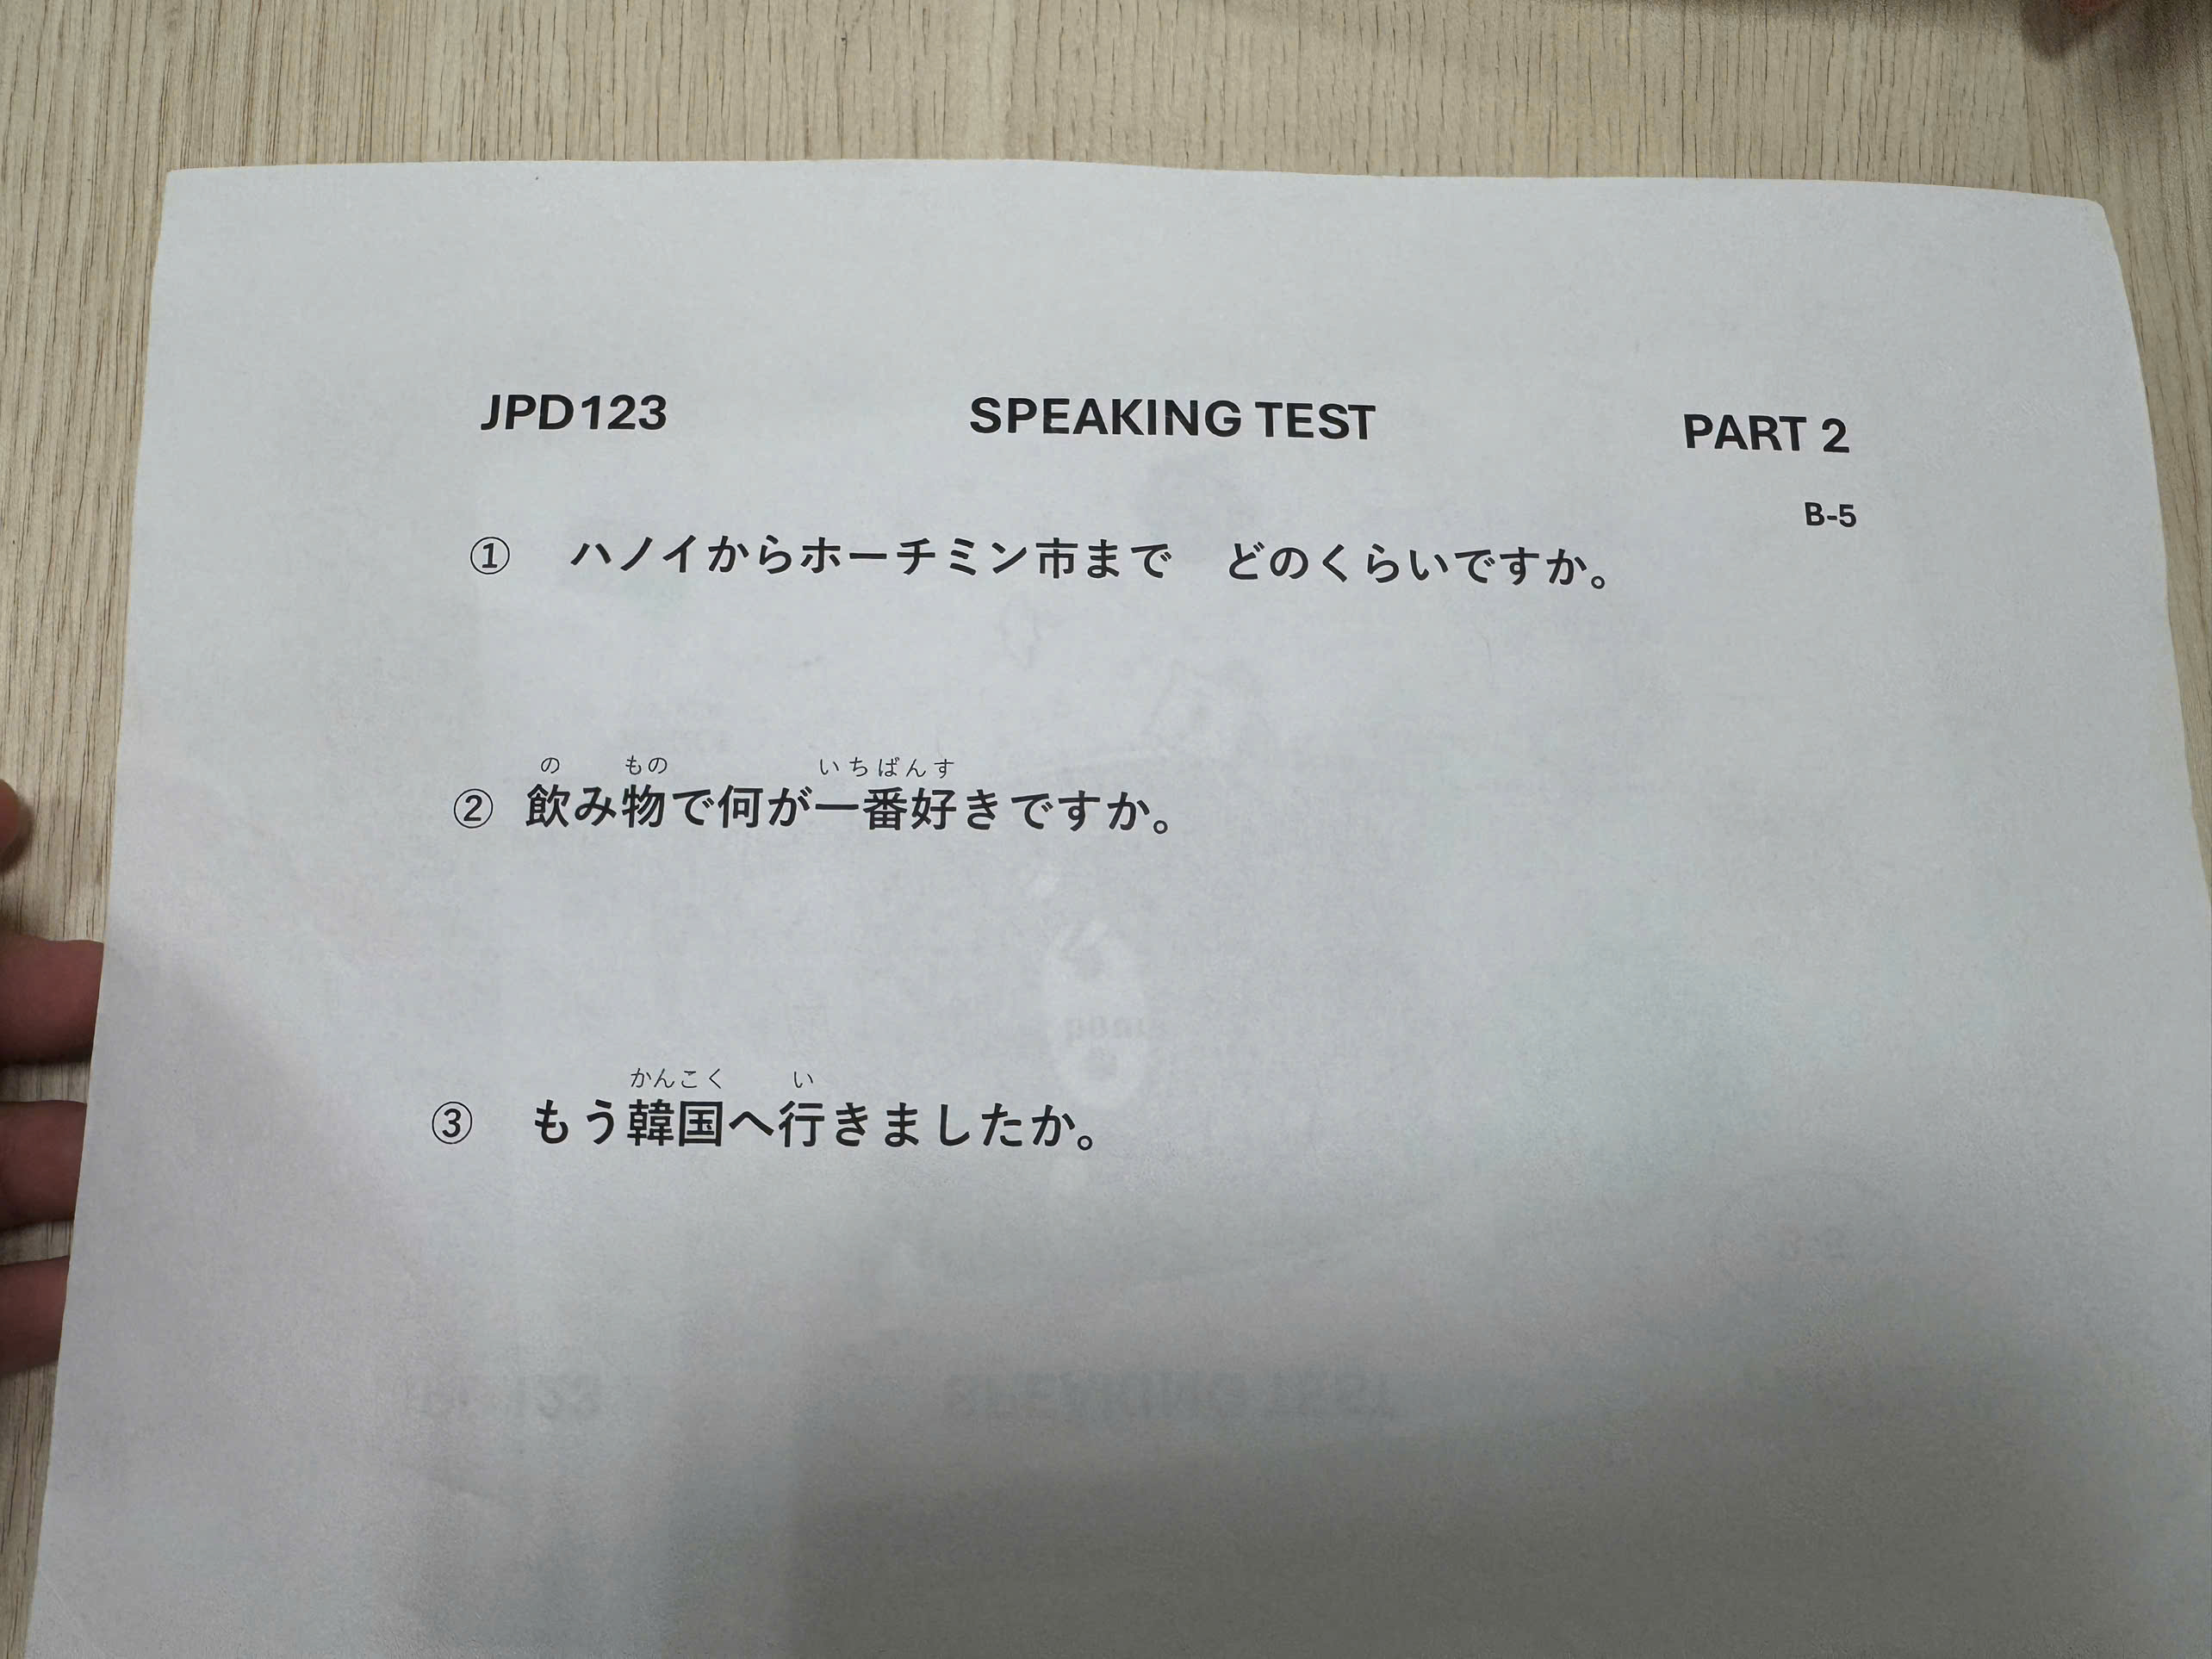 JPD123 SPEAKING TEST PART 2
B-5
① ハノイからホーチミン市まで どのくらいですか。
の もの いちばんす
② 飲み物で何が一番好きですか。
かんこく い
③ もう韓国へ行きましたか。